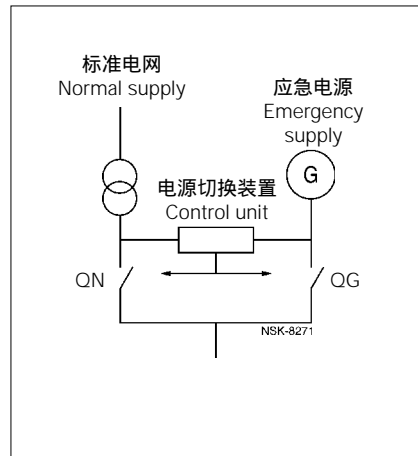 标准电网
Normal supply
应急电源
Emergency
supply
G
电源切换装置
Control unit
QN
QG
NSK-8271